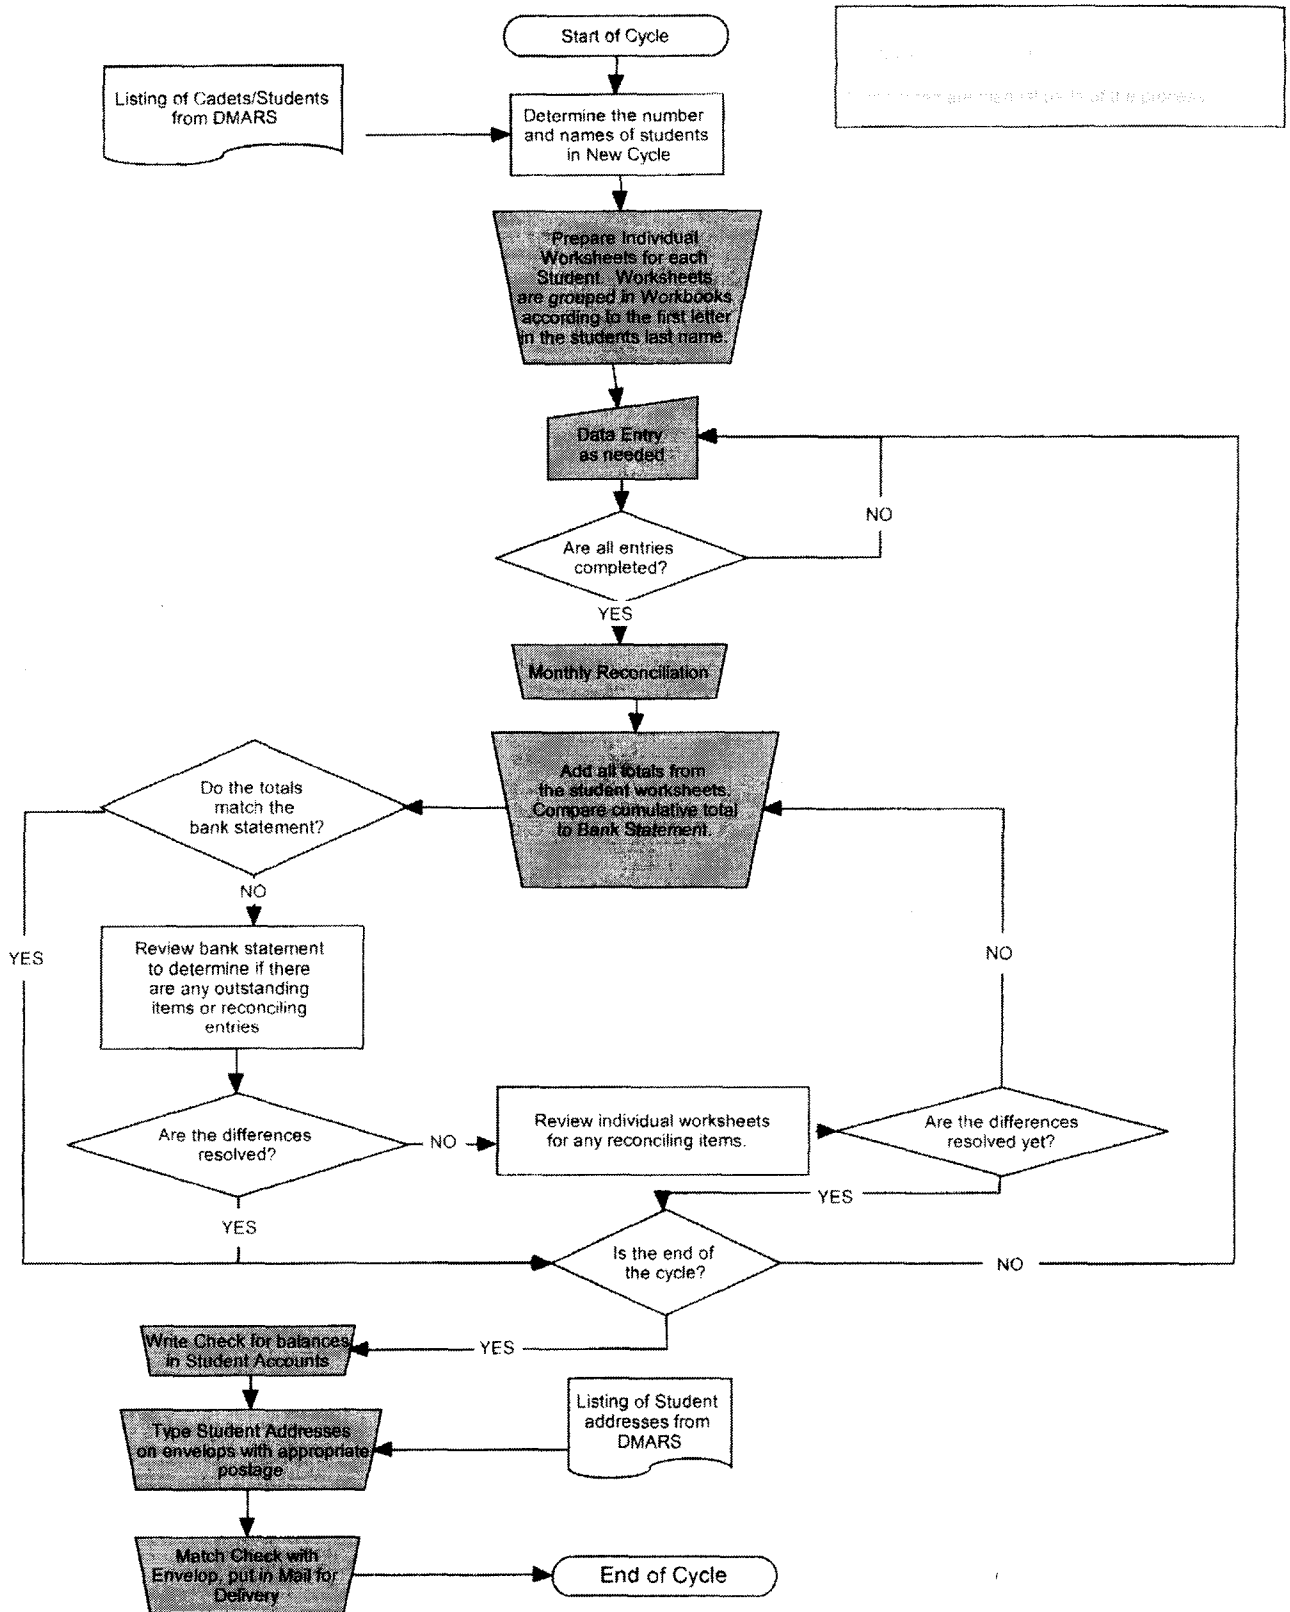 Start of Cycle
Listing of Cadets/Students
from DMARS
Determine the number
and names of students
in New Cycle
of the process
Prepare Individual
Worksheets for each
Student. Worksheets
are grouped in Workbooks
according to the first letter
in the students last name.
Data Entry
as needed
NO
Are all entries
completed?
YES
Monthly Reconciliation
Add all totals from
the student worksheets.
Compare cumulative total
to Bank Statement.
Do the totals
match the
bank statement?
NO
YES
Review bank statement
to determine if there
are any outstanding
items or reconciling
entries
NO
Are the differences
resolved?
NO
Review individual worksheets
for any reconciling items.
Are the differences
resolved yet?
YES
YES
Is the end of
the cycle?
NO
Write Check for balances
in Student Accounts
YES
Listing of Student
addresses from
DMARS
Type Student Addresses
on envelops with appropriate
postage
Match Check with
Envelop, put in Mail for
Delivery
End of Cycle